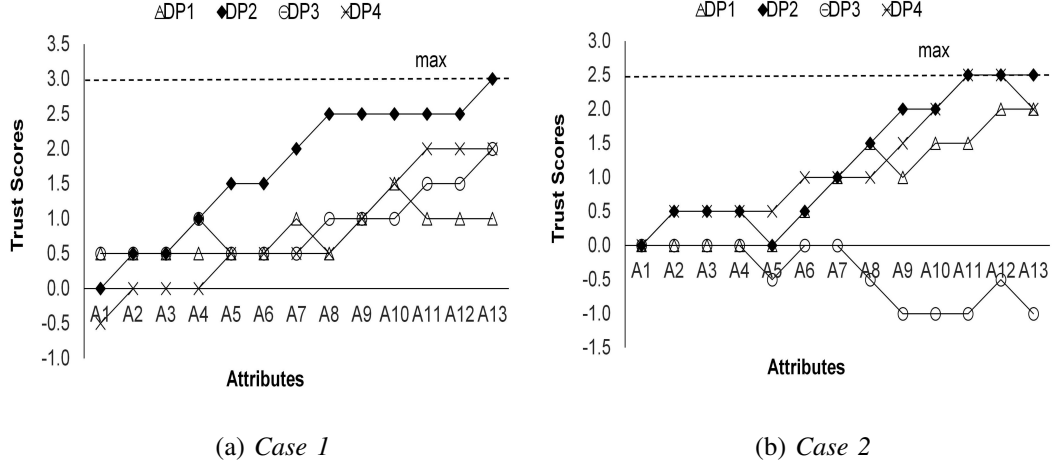 DP1 DP2 DP3 DP4
3.5
3.0
2.5
2.0
1.5
1.0
0.5
0.0
-0.5
-1.0
Trust Scores
max
A1 A2 A3 A4 A5 A6 A7 A8 A9 A10 A11 A12 A13
Attributes
(a) Case 1
DP1 DP2 DP3 DP4
3.0
2.5
2.0
1.5
1.0
0.5
0.0
-0.5
-1.0
-1.5
Trust Scores
max
A1 A2 A3 A4 A5 A6 A7 A8 A9 A10 A11 A12 A13
Attributes
(b) Case 2